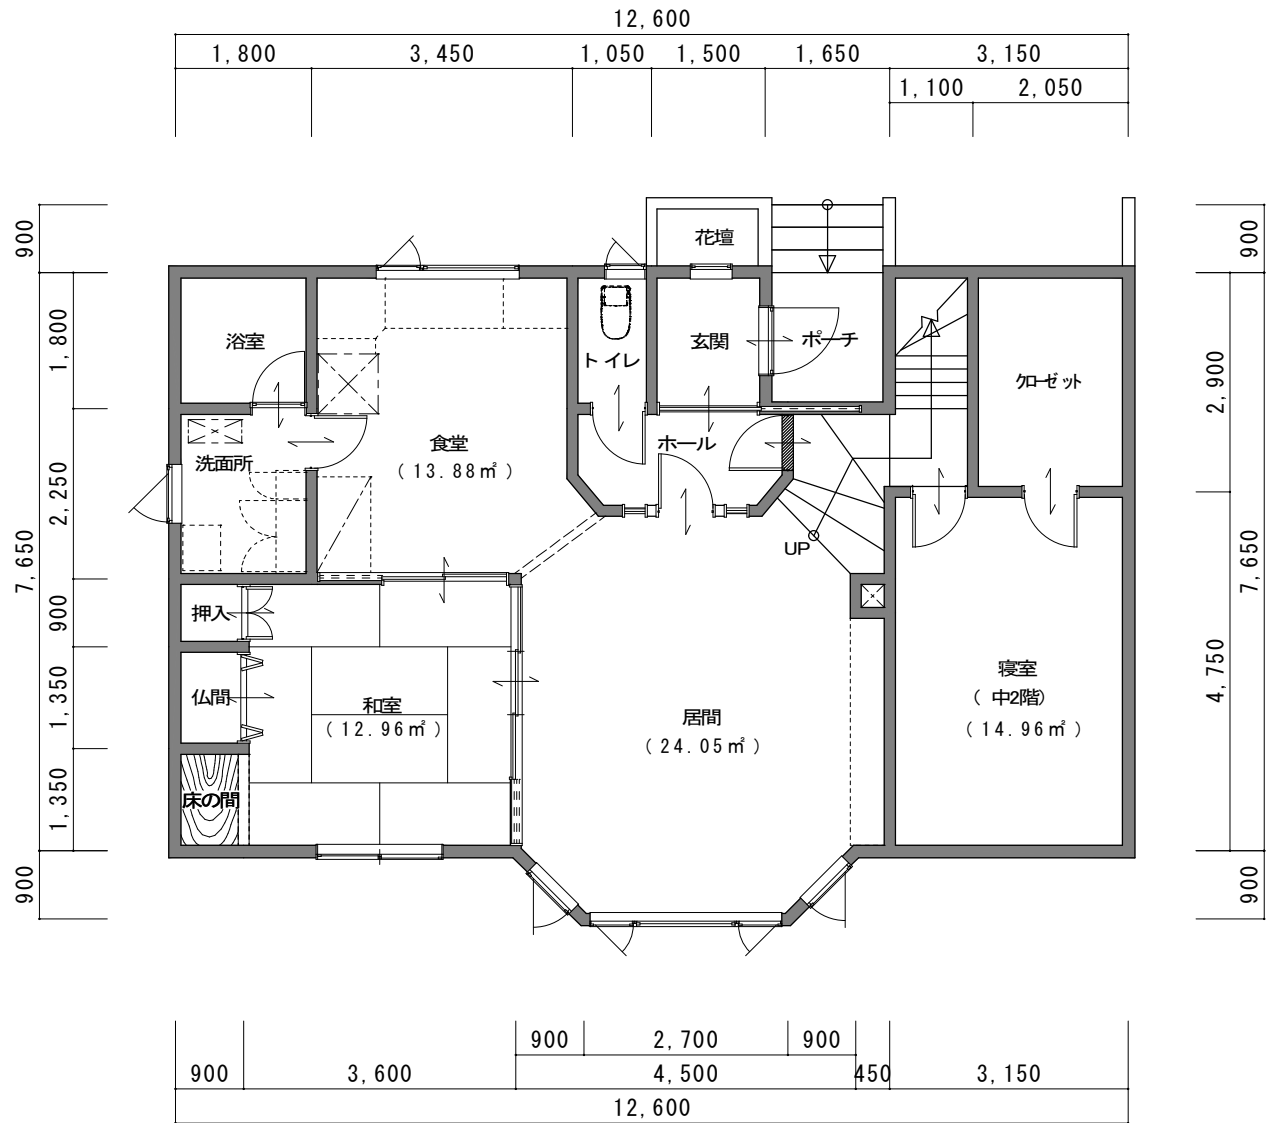 12,600
1,800 3,450 1,050 1,500 1,650 3,150
1,100 2,050
900
900
花壇
1,800
2,900
浴室
トイレ
玄関
ポーチ
クローゼット
2,250
食堂
(13.88㎡)
ホール
洗面所
7,650
7,650
UP
900
押入
1,350
仏間
和室
(12.96㎡)
居間
(24.05㎡)
寝室
(中2階)
(14.96㎡)
4,750
1,350
床の間
900
900
900 2,700 900
900 3,600 4,500 450 3,150
12,600